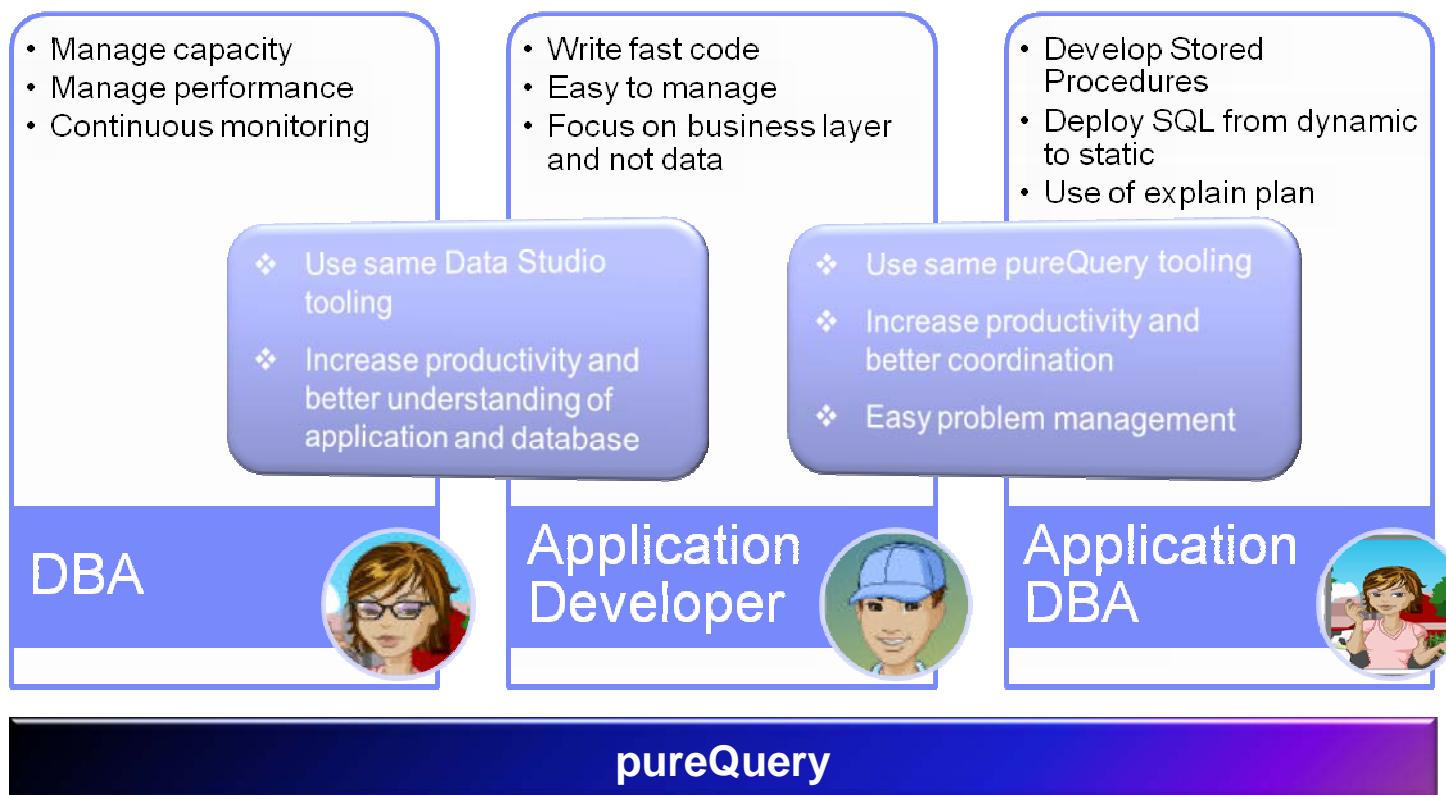 • Manage capacity
• Manage performance
• Continuous monitoring
• Write fast code
• Easy to manage
• Focus on business layer
and not data
• Develop Stored
Procedures
• Deploy SQL from dynamic
to static
• Use of explain plan
❖ Use same Data Studio
tooling
❖ Increase productivity and
better understanding of
application and database
❖ Use same pureQuery tooling
❖ Increase productivity and
better coordination
❖ Easy problem management
DBA
Application
Developer
Application
DBA
pureQuery